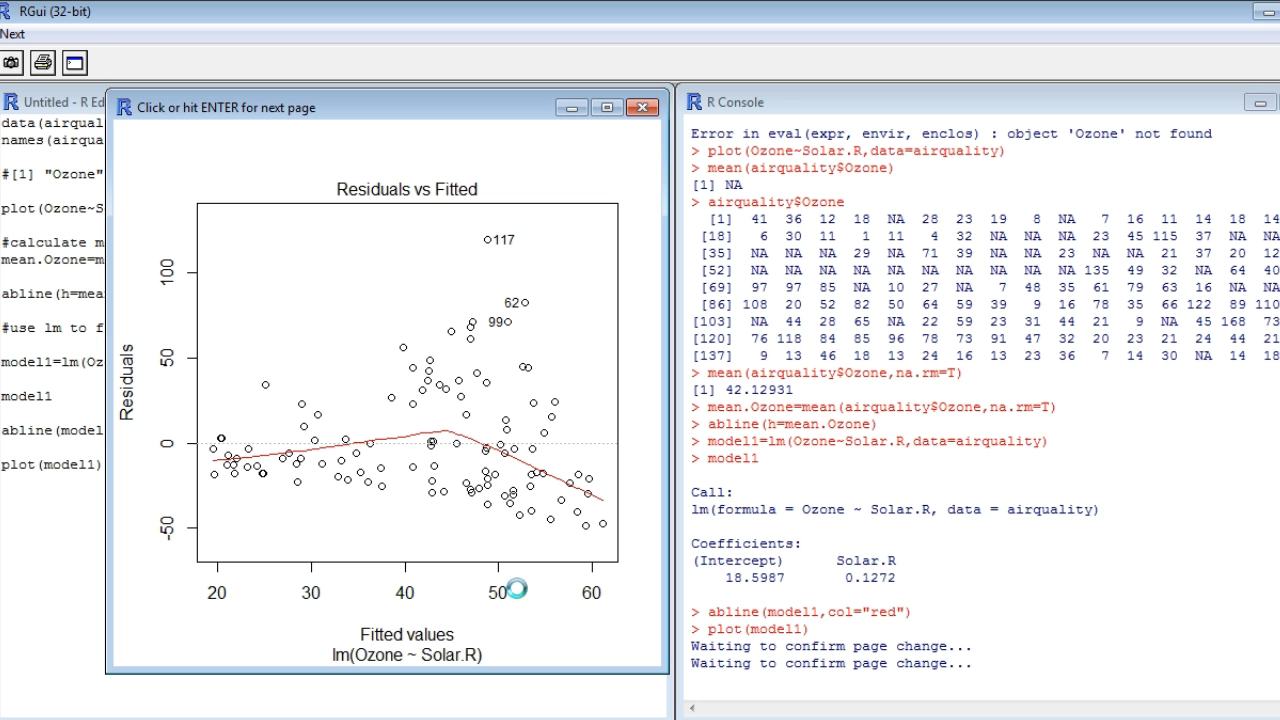 RGui (32-bit)
Next
Untitled - R Ed
data(airqual
names(airqua
#[1] "Ozone"
plot(Ozone~S
#calculate m
mean.Ozone=m
abline(h=mea
#use lm to f
model1=lm(Oz
model1
abline(model
plot(model1)
Click or hit ENTER for next page
Residuals vs Fitted
117
62
99
Residuals
100
50
0
-50
20 30 40 50 60
Fitted values
lm(Ozone ~ Solar.R)
R Console
Error in eval(expr, envir, enclos) : object 'Ozone' not found
> plot(Ozone~Solar.R,data=airquality)
> mean(airquality$Ozone)
[1] NA
> airquality$Ozone
[1] 41 36 12 18 NA 28 23 19 8 NA 7 16 11 14 18 14
[18] 6 30 11 1 11 4 32 NA NA NA 23 45 115 37 NA NA
[35] NA NA NA 29 NA 71 39 NA NA 23 NA NA 21 37 20 12
[52] NA NA NA NA NA NA NA NA NA NA 135 49 32 NA 64 40
[69] 97 97 85 NA 10 27 NA 7 48 35 61 79 63 16 NA NA
[86] 108 20 52 82 50 64 59 39 9 16 78 35 66 122 89 110
[103] NA 44 28 65 NA 22 59 23 31 44 21 9 NA 45 168 73
[120] 76 118 84 85 96 78 73 91 47 32 20 23 21 24 44 21
[137] 9 13 46 18 13 24 16 13 23 36 7 14 30 NA 14 18
> mean(airquality$Ozone,na.rm=T)
[1] 42.12931
> mean.Ozone=mean(airquality$Ozone,na.rm=T)
> abline(h=mean.Ozone)
> model1=lm(Ozone~Solar.R,data=airquality)
> model1
Call:
lm(formula = Ozone ~ Solar.R, data = airquality)
Coefficients:
(Intercept) Solar.R
18.5987 0.1272
> abline(model1,col="red")
> plot(model1)
Waiting to confirm page change...
Waiting to confirm page change...